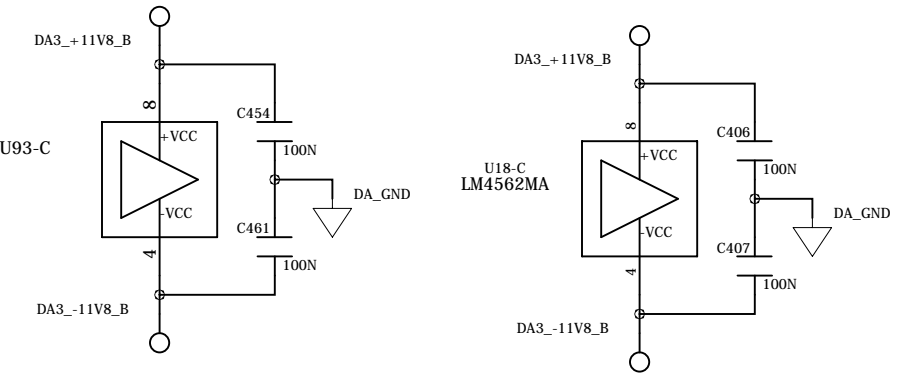 DA3_+11V8_B
8
C454
+VCC
U93-C
100N
DA_GND
-VCC
C461
4
100N
DA3_-11V8_B
DA3_+11V8_B
8
C406
+VCC
100N
U18-C
LM4562MA
DA_GND
-VCC
C407
4
100N
DA3_-11V8_B